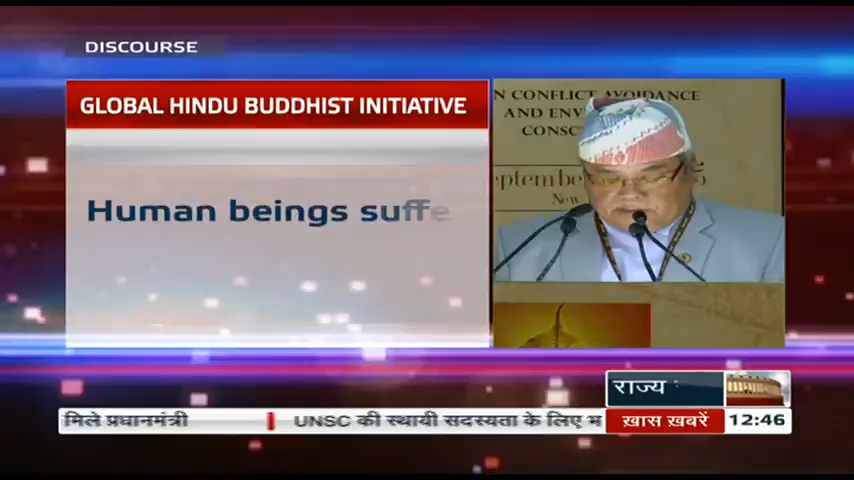 DISCOURSE
GLOBAL HINDU BUDDHIST INITIATIVE
Human beings suffe
N CONFLICT AVOIDANCE
AND ENV
CONSC
eptembe
New
राज्य
मिले प्रधानमंत्री
UNSC की स्थायी सदस्यता के लिए भ
ख़ास ख़बरें
12:46